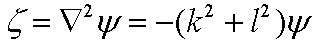 ζ = ∇²ψ = −(k² + l²)ψ